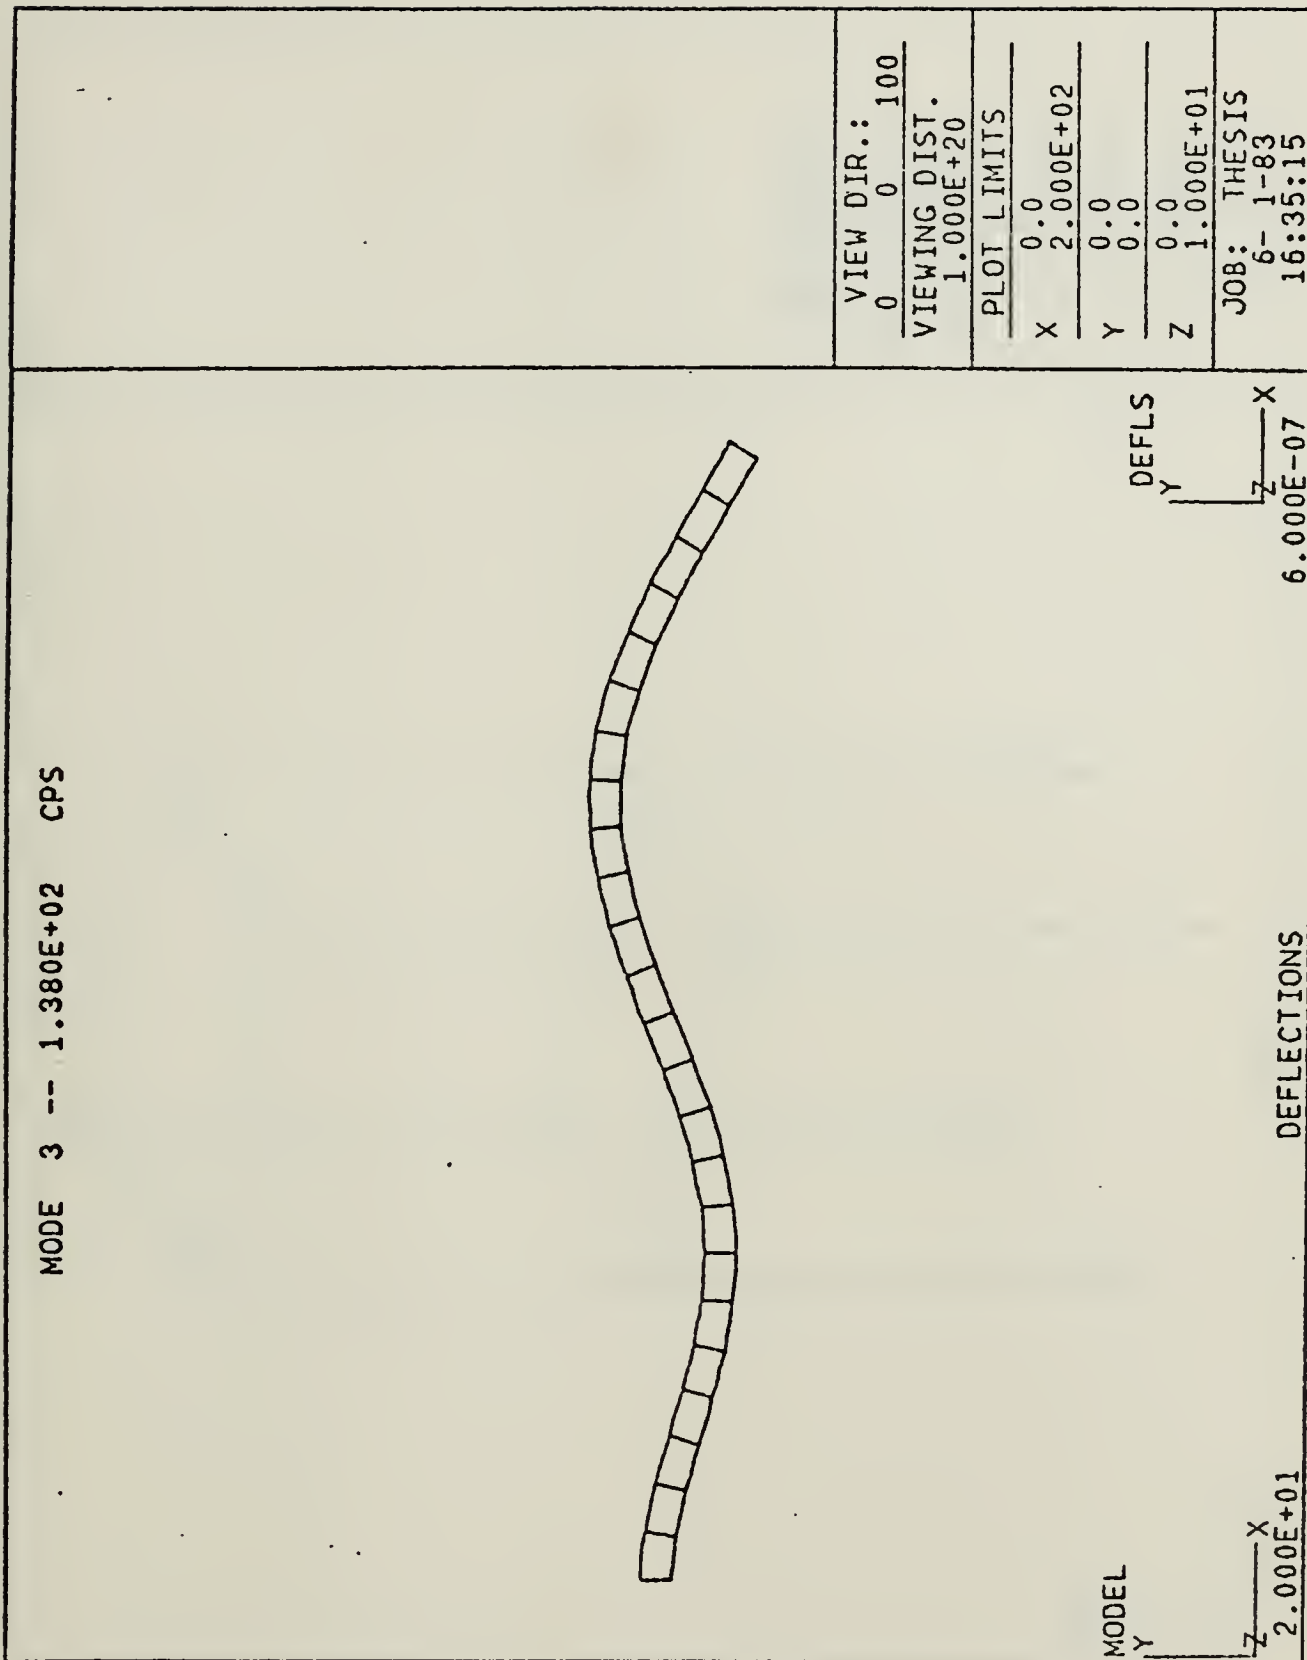 MODE 3 -- 1.380E+02 CPS
MODEL
Y
Z X
2.000E+01
DEFLECTIONS
DEFLS
Y
Z X
6.000E-07
VIEW DIR.:
0 0 100
VIEWING DIST.
1.000E+20
PLOT LIMITS
X 0.0
2.000E+02
Y 0.0
0.0
Z 0.0
1.000E+01
JOB: THESIS
6- 1-83
16:35:15